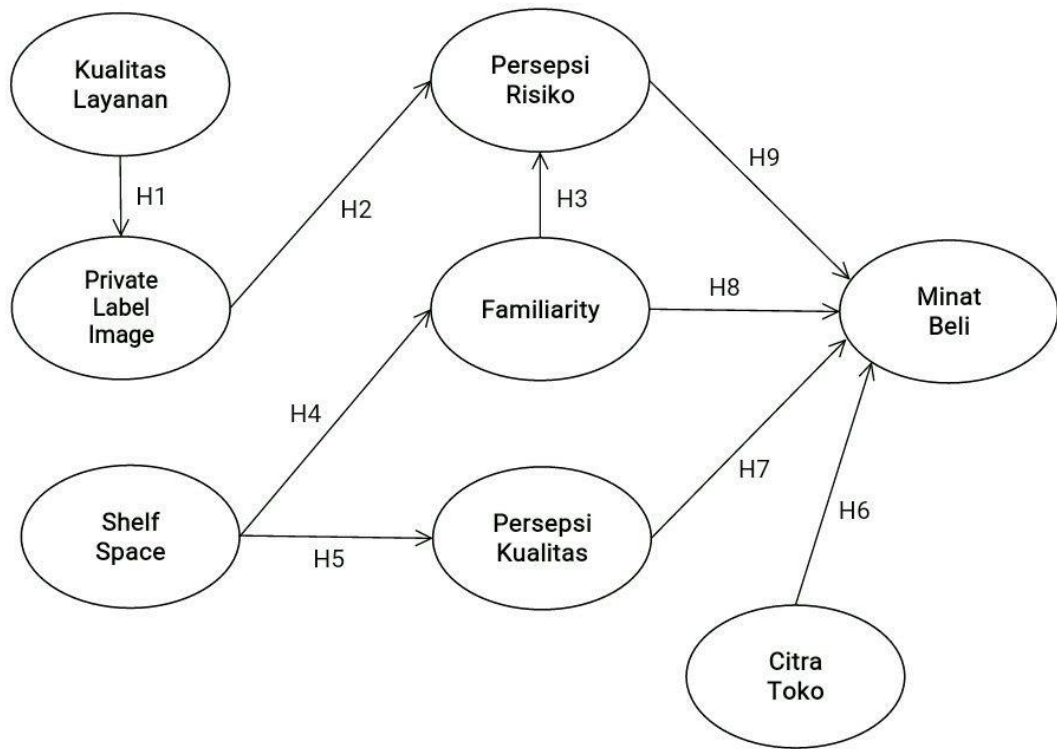 Kualitas
Layanan
Persepsi
Risiko
H1
H2
H3
H9
Private
Label
Image
Familiarity
H8
Minat
Beli
H4
H7
Shelf
Space
H5
Persepsi
Kualitas
H6
Citra
Toko